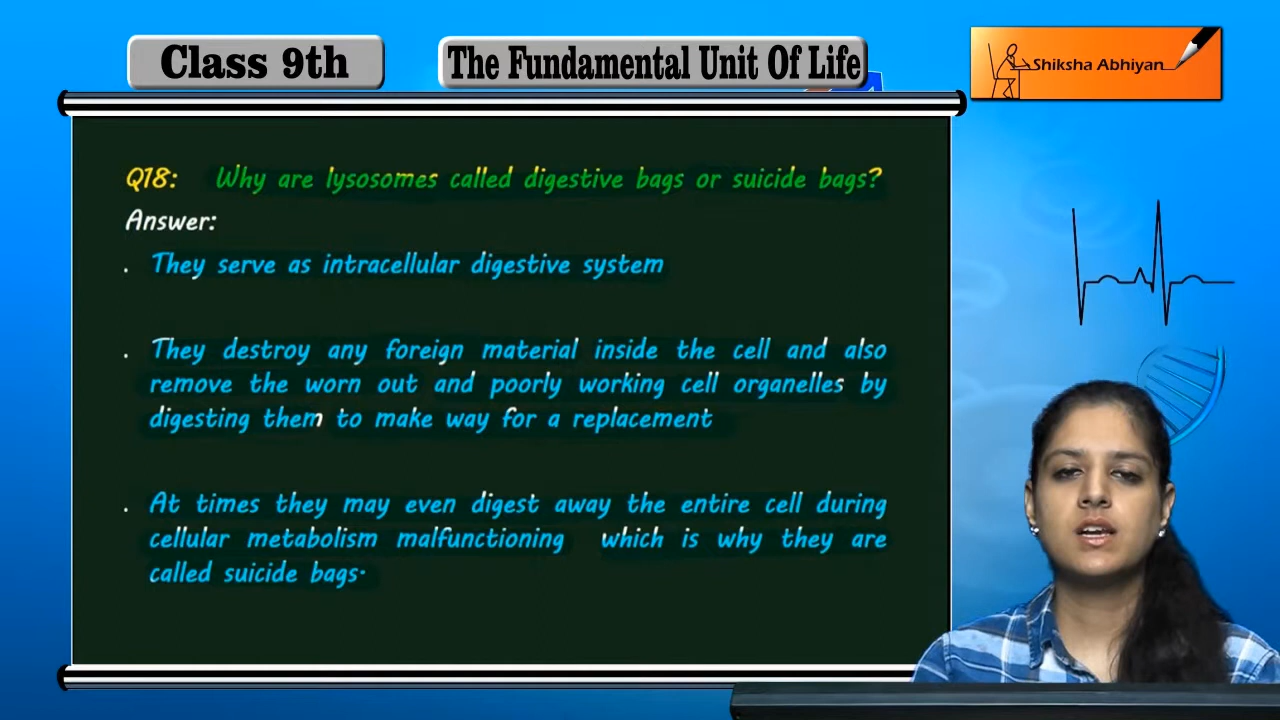 Class 9th
The Fundamental Unit Of Life
Shiksha Abhiyan
Q18: Why are lysosomes called digestive bags or suicide bags?
Answer:
. They serve as intracellular digestive system
. They destroy any foreign material inside the cell and also
remove the worn out and poorly working cell organelles by
digesting them to make way for a replacement
. At times they may even digest away the entire cell during
cellular metabolism malfunctioning which is why they are
called suicide bags.